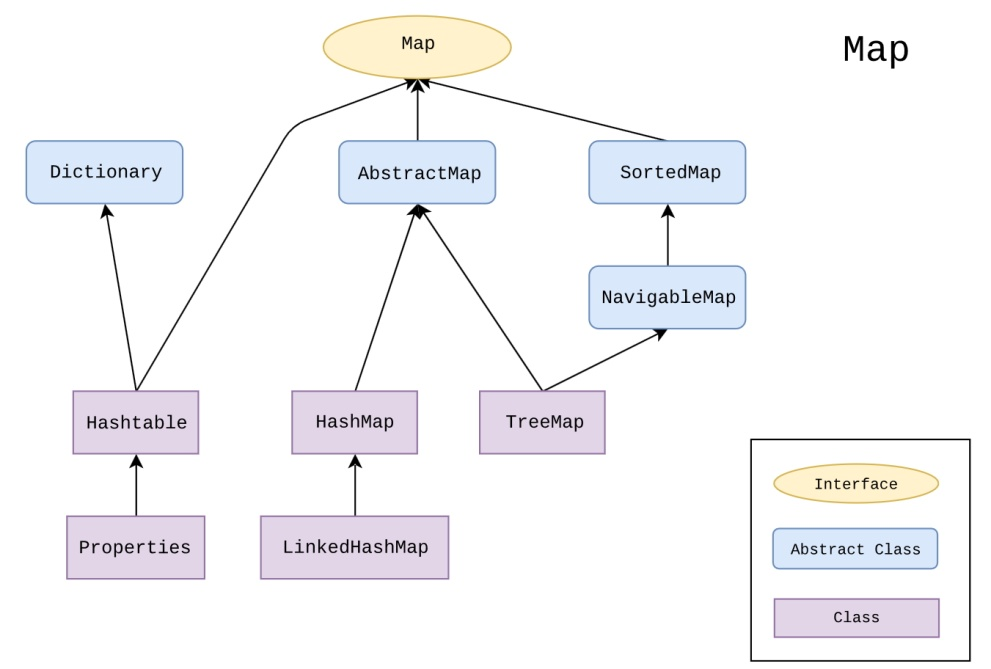 Map
Map
Dictionary
AbstractMap
SortedMap
NavigableMap
Hashtable
HashMap
TreeMap
Properties
LinkedHashMap
Interface
Abstract Class
Class